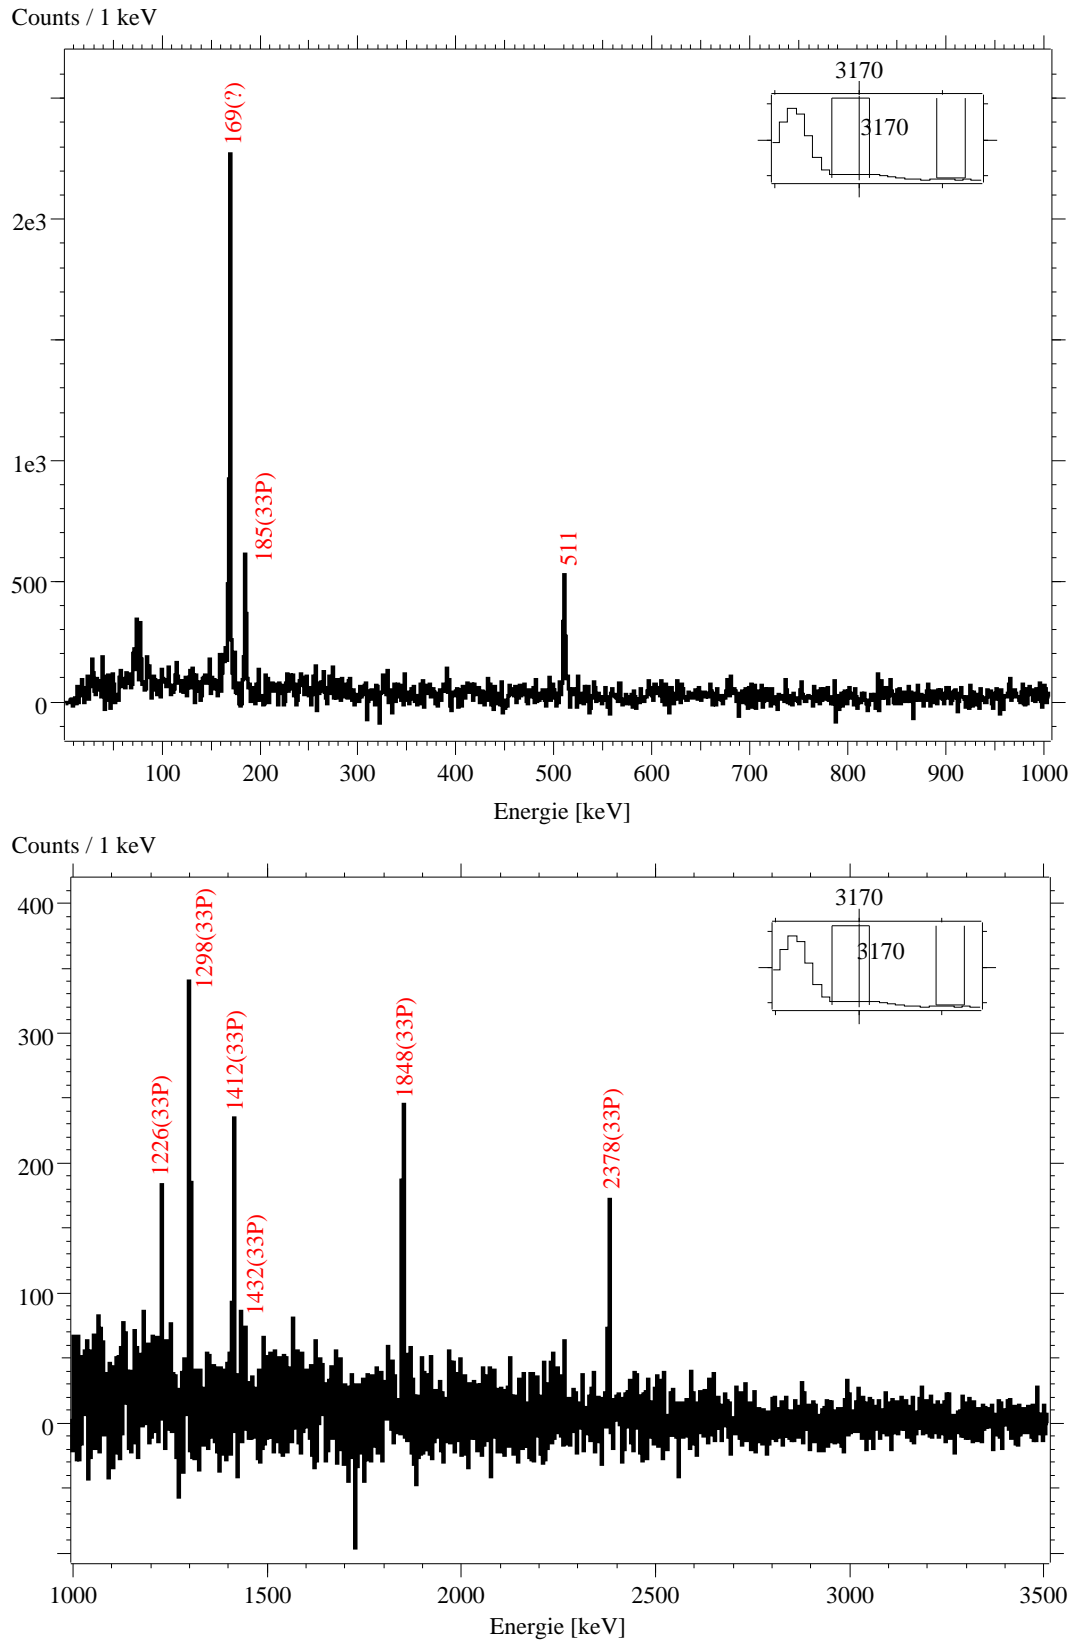 Counts / 1 keV
3170
3170
169(?)
185(33P)
511
2e3
1e3
500
0
100 200 300 400 500 600 700 800 900 1000
Energie [keV]
Counts / 1 keV
3170
3170
1226(33P)
1298(33P)
1412(33P)
1432(33P)
1848(33P)
2378(33P)
400
300
200
100
0
1000 1500 2000 2500 3000 3500
Energie [keV]